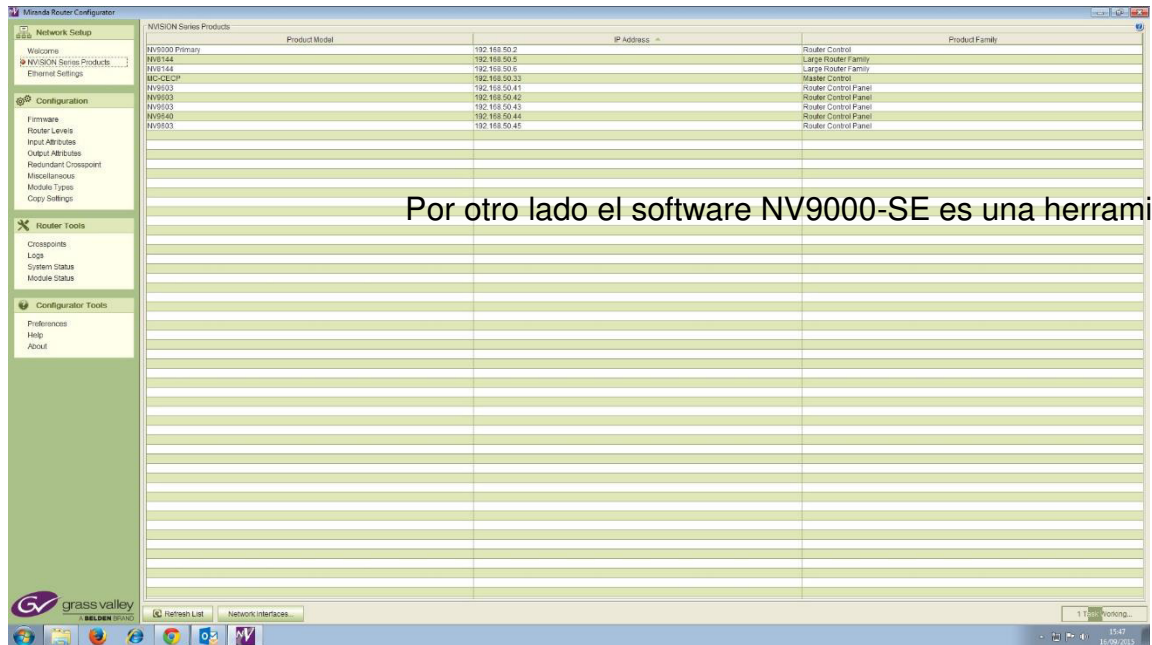 Miranda Router Configurator
Network Setup
Welcome
NVISION Series Products
Ethernet Settings
Configuration
Firmware
Router Levels
Input Attributes
Output Attributes
Redundant Crosspoint
Miscellaneous
Module Types
Copy Settings
Router Tools
Crosspoints
Logs
System Status
Module Status
Configurator Tools
Preferences
Help
About
grass valley
A BELDEN BRAND
NVISION Series Products
Product Model IP Address Product Family
NV9000 Primary 192.168.50.2 Router Control
NV8144 192.168.50.5 Large Router Family
NV8144 192.168.50.6 Large Router Family
MC-CECP 192.168.50.33 Master Control
NV9603 192.168.50.41 Router Control Panel
NV9603 192.168.50.42 Router Control Panel
NV9603 192.168.50.43 Router Control Panel
NV9640 192.168.50.44 Router Control Panel
NV9603 192.168.50.45 Router Control Panel
Por otro lado el software NV9000-SE es una herrami
Refresh List Network Interfaces...
1 Task Working...
15:47
16/09/2015